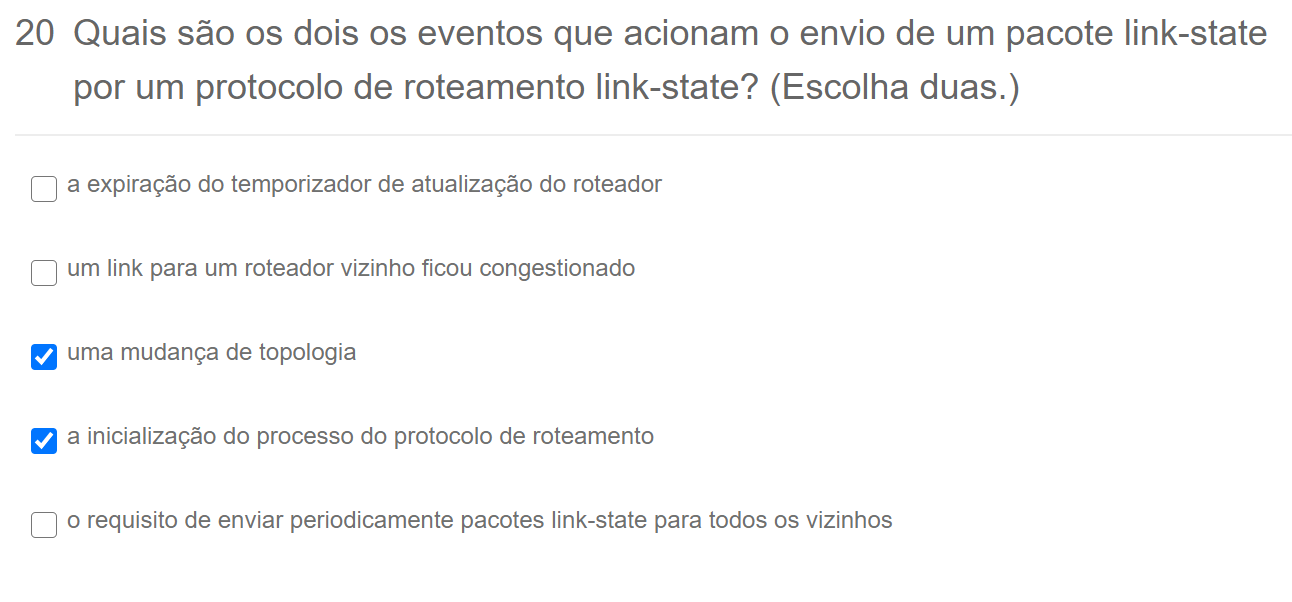 20 Quais são os dois os eventos que acionam o envio de um pacote link-state
por um protocolo de roteamento link-state? (Escolha duas.)
a expiração do temporizador de atualização do roteador
um link para um roteador vizinho ficou congestionado
uma mudança de topologia
a inicialização do processo do protocolo de roteamento
o requisito de enviar periodicamente pacotes link-state para todos os vizinhos